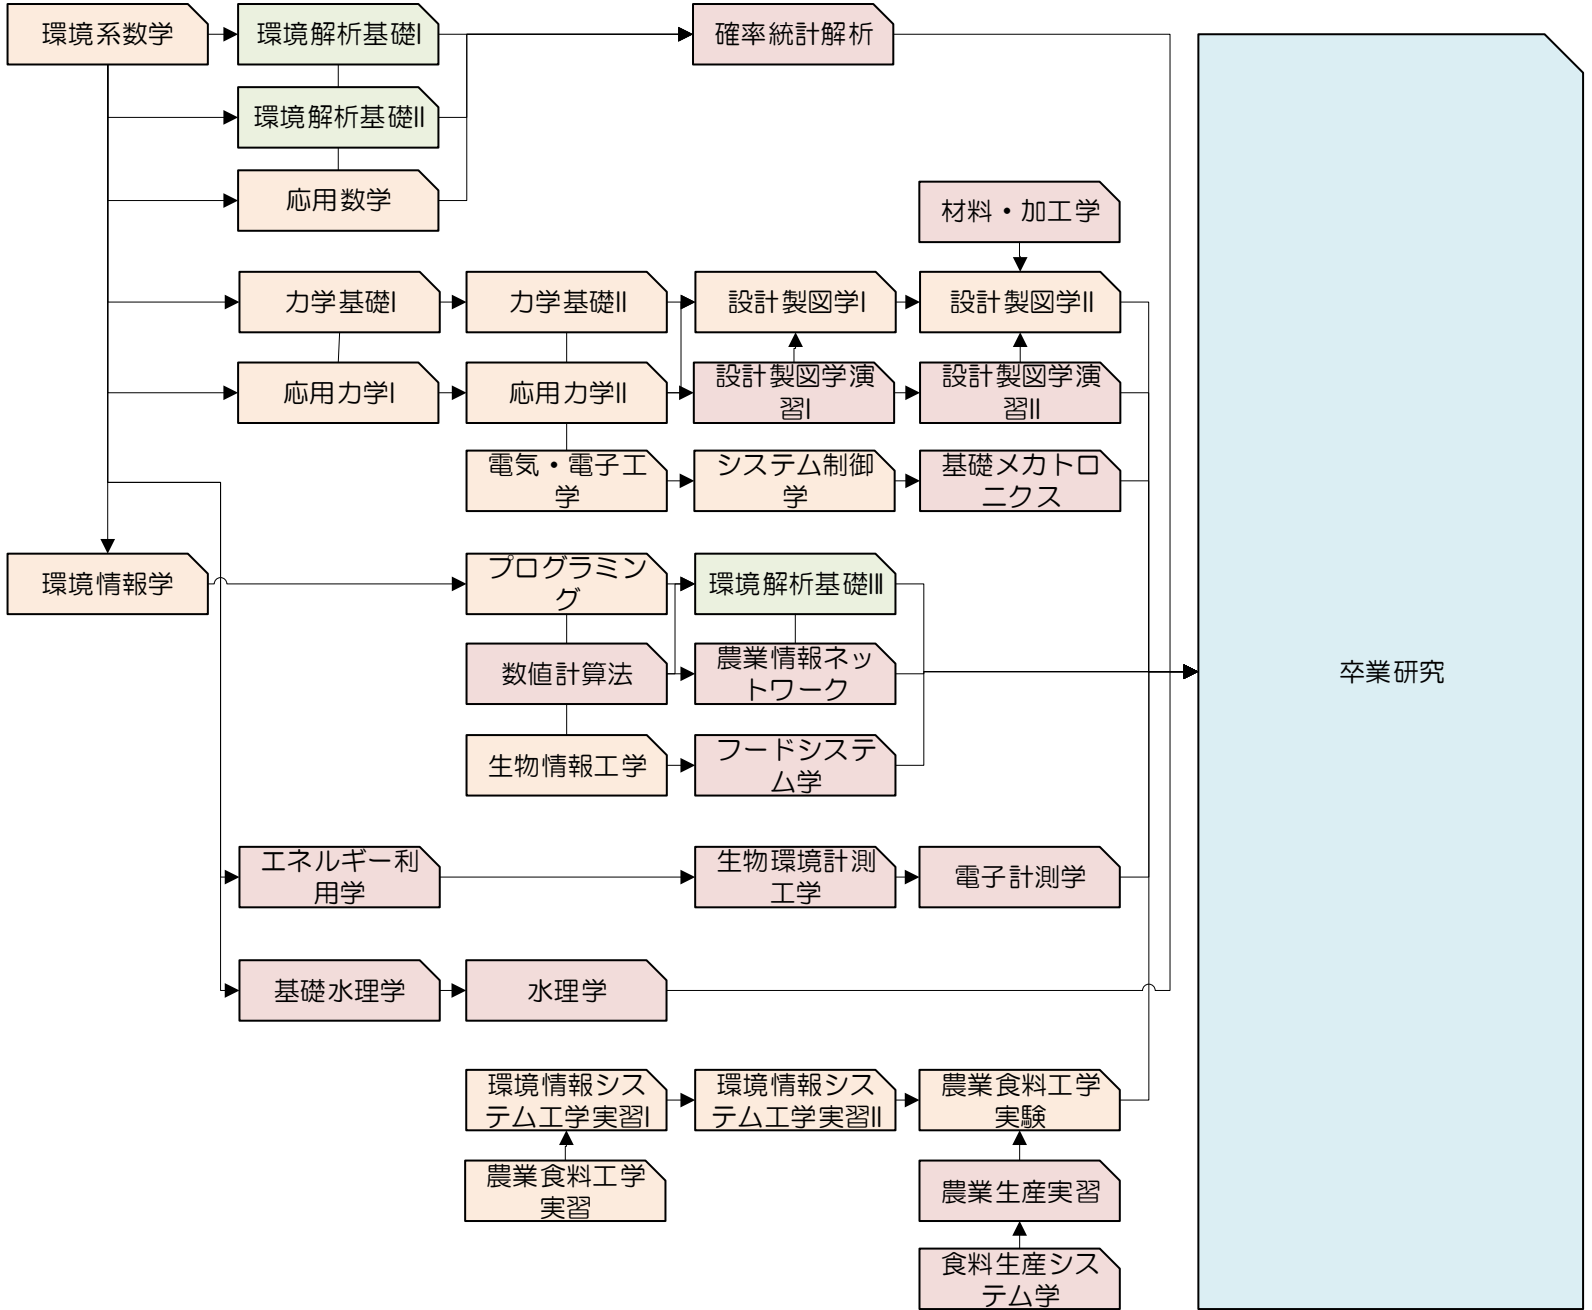 環境系数学
環境解析基礎Ⅰ
確率統計解析
環境解析基礎Ⅱ
応用数学
材料・加工学
力学基礎Ⅰ
力学基礎Ⅱ
設計製図学Ⅰ
設計製図学Ⅱ
応用力学Ⅰ
応用力学Ⅱ
設計製図学演
習Ⅰ
設計製図学演
習Ⅱ
電気・電子工
学
システム制御
学
基礎メカトロ
ニクス
環境情報学
プログラミン
グ
環境解析基礎Ⅲ
数値計算法
農業情報ネッ
トワーク
卒業研究
生物情報工学
フードシステ
ム学
エネルギー利
用学
生物環境計測
工学
電子計測学
基礎水理学
水理学
環境情報シス
テム工学実習Ⅰ
環境情報シス
テム工学実習Ⅱ
農業食料工学
実験
農業食料工学
実習
農業生産実習
食料生産シス
テム学